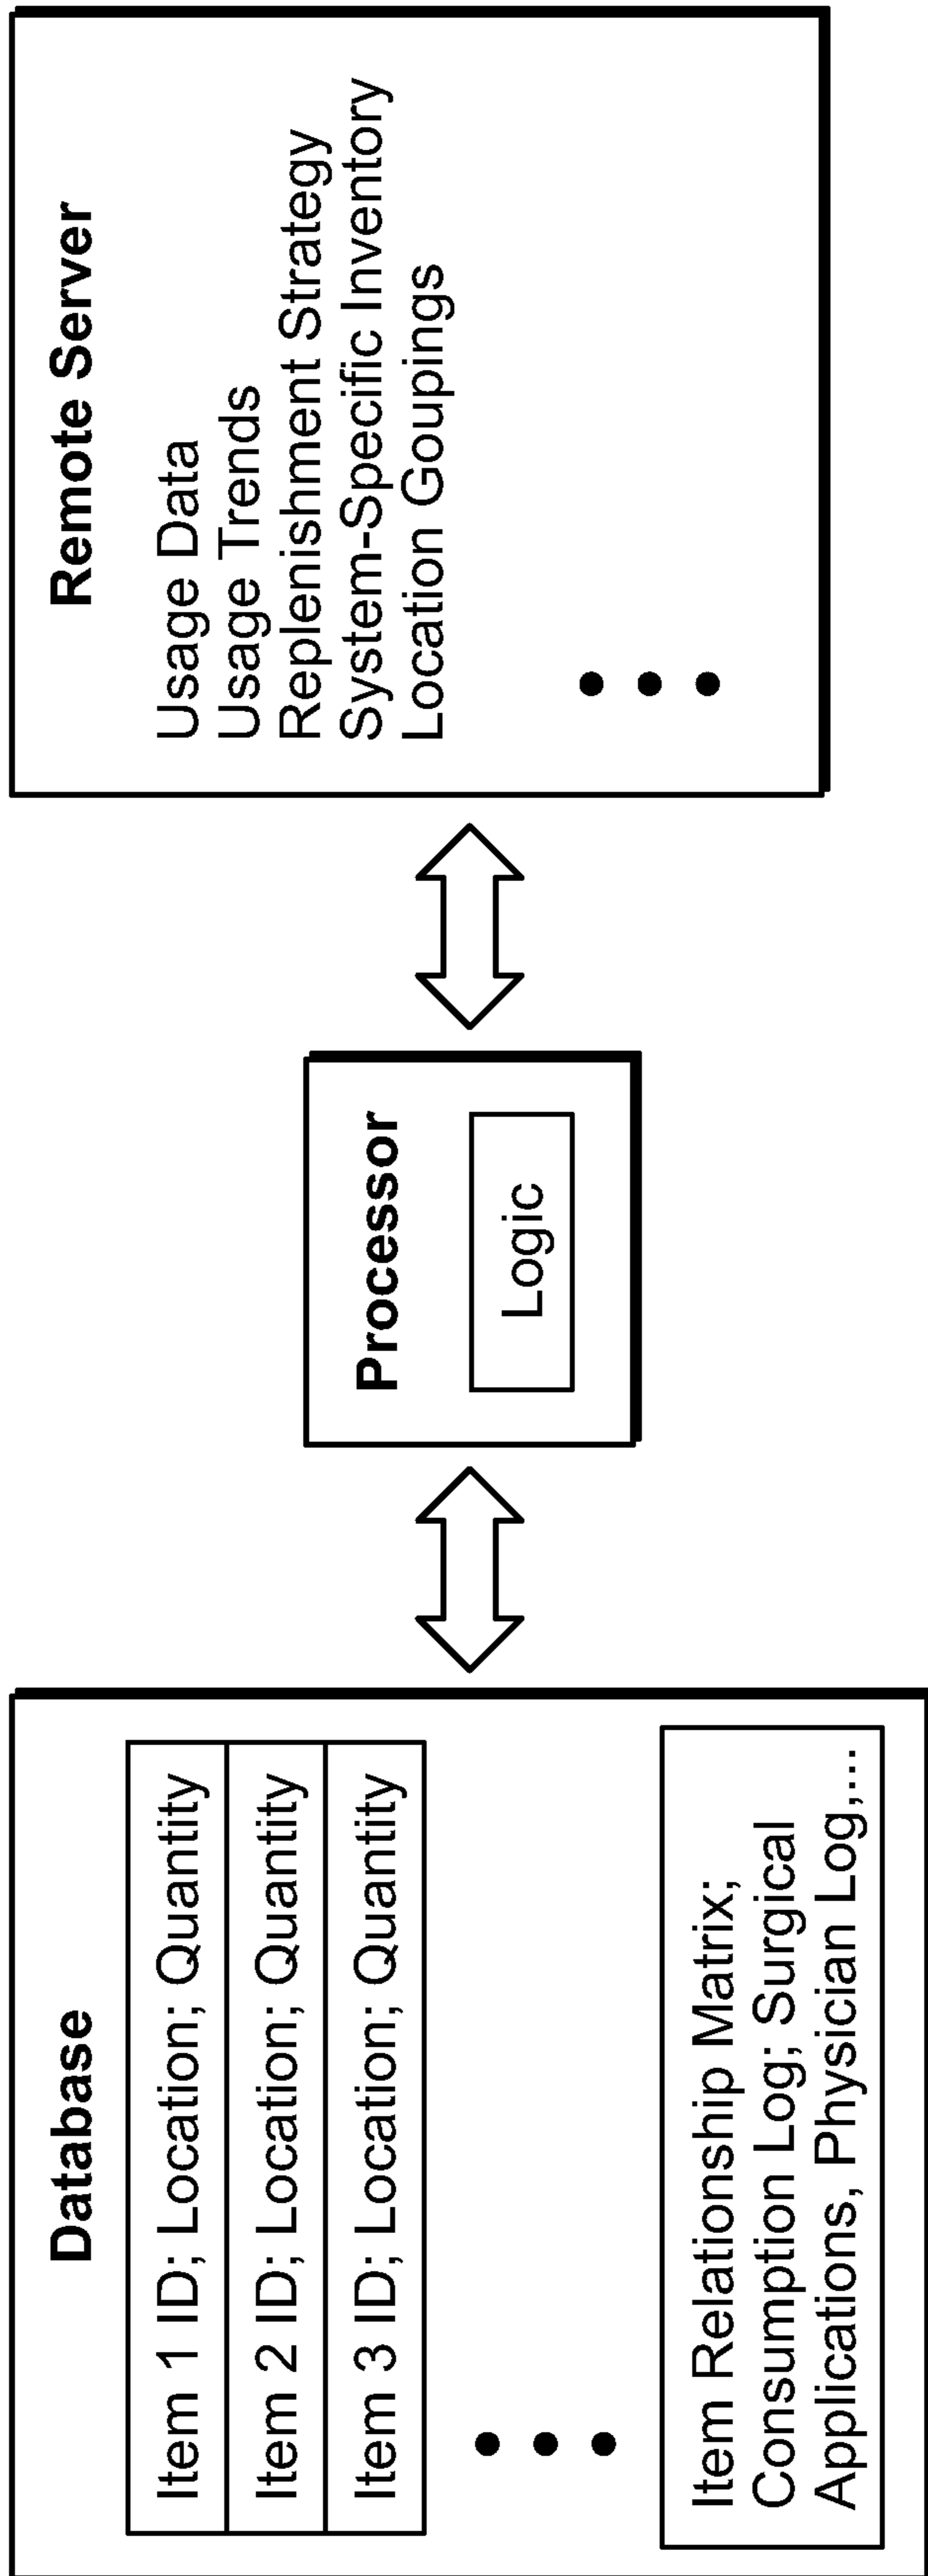 Database
Item 1 ID; Location; Quantity
Item 2 ID; Location; Quantity
Item 3 ID; Location; Quantity
Item Relationship Matrix;
Consumption Log; Surgical
Applications, Physician Log,...
Processor
Logic
Remote Server
Usage Data
Usage Trends
Replenishment Strategy
System-Specific Inventory
Location Goupings